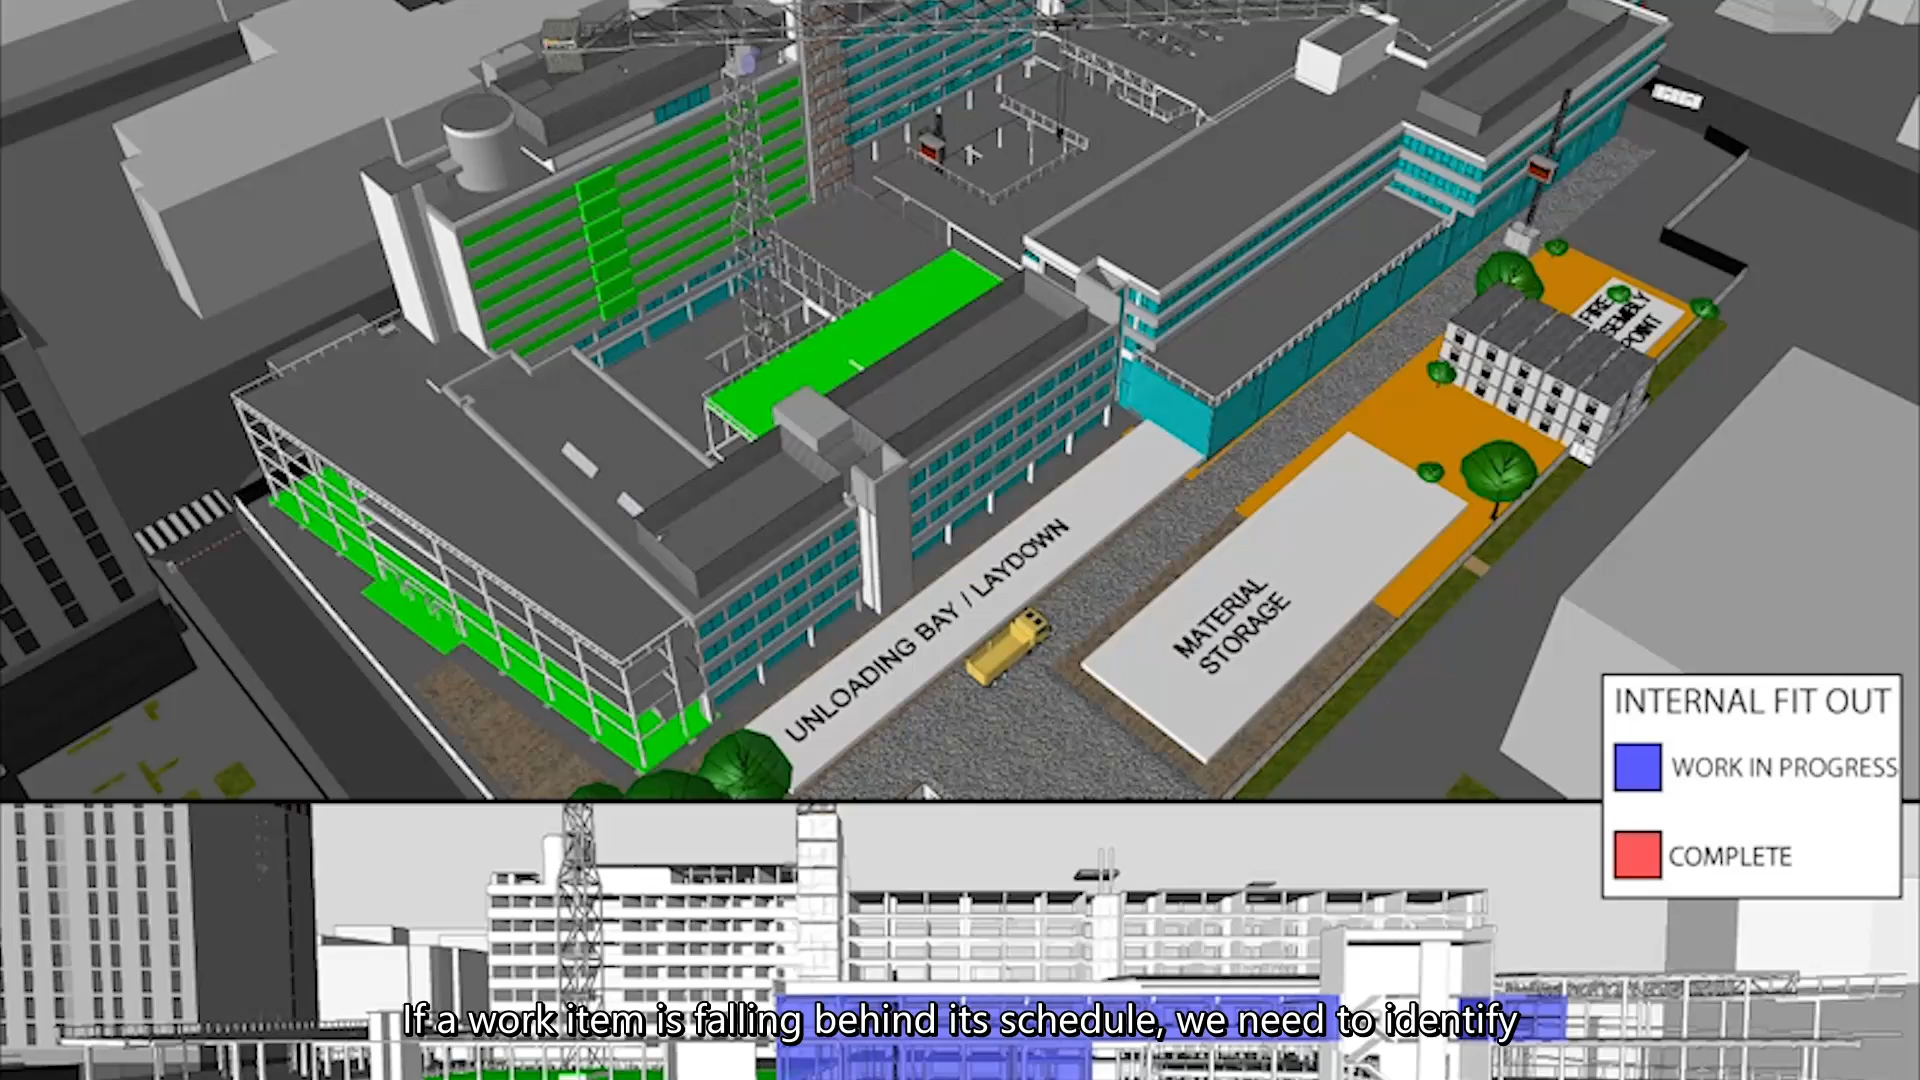 FIRE
POINT
UNLOADING BAY / LAYDOWN
MATERIAL
STORAGE
INTERNAL FIT OUT
WORK IN PROGRESS
COMPLETE
If a work item is falling behind its schedule, we need to identify